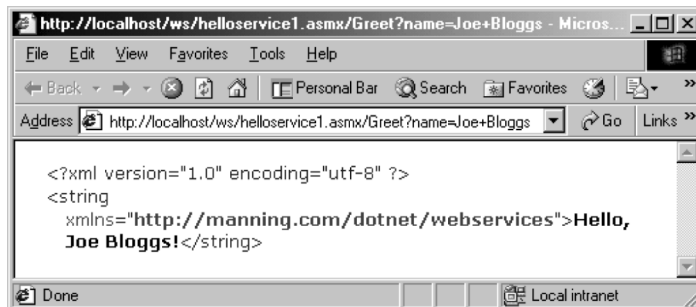 http://localhost/ws/helloservice1.asmx/Greet?name=Joe+Bloggs - Micros...
File Edit View Favorites Tools Help
Back Personal Bar Search Favorites »
Address http://localhost/ws/helloservice1.asmx/Greet?name=Joe+Bloggs Go Links »
<?xml version="1.0" encoding="utf-8" ?>
<string
xmlns="http://manning.com/dotnet/webservices">Hello,
Joe Bloggs!</string>
Done Local intranet